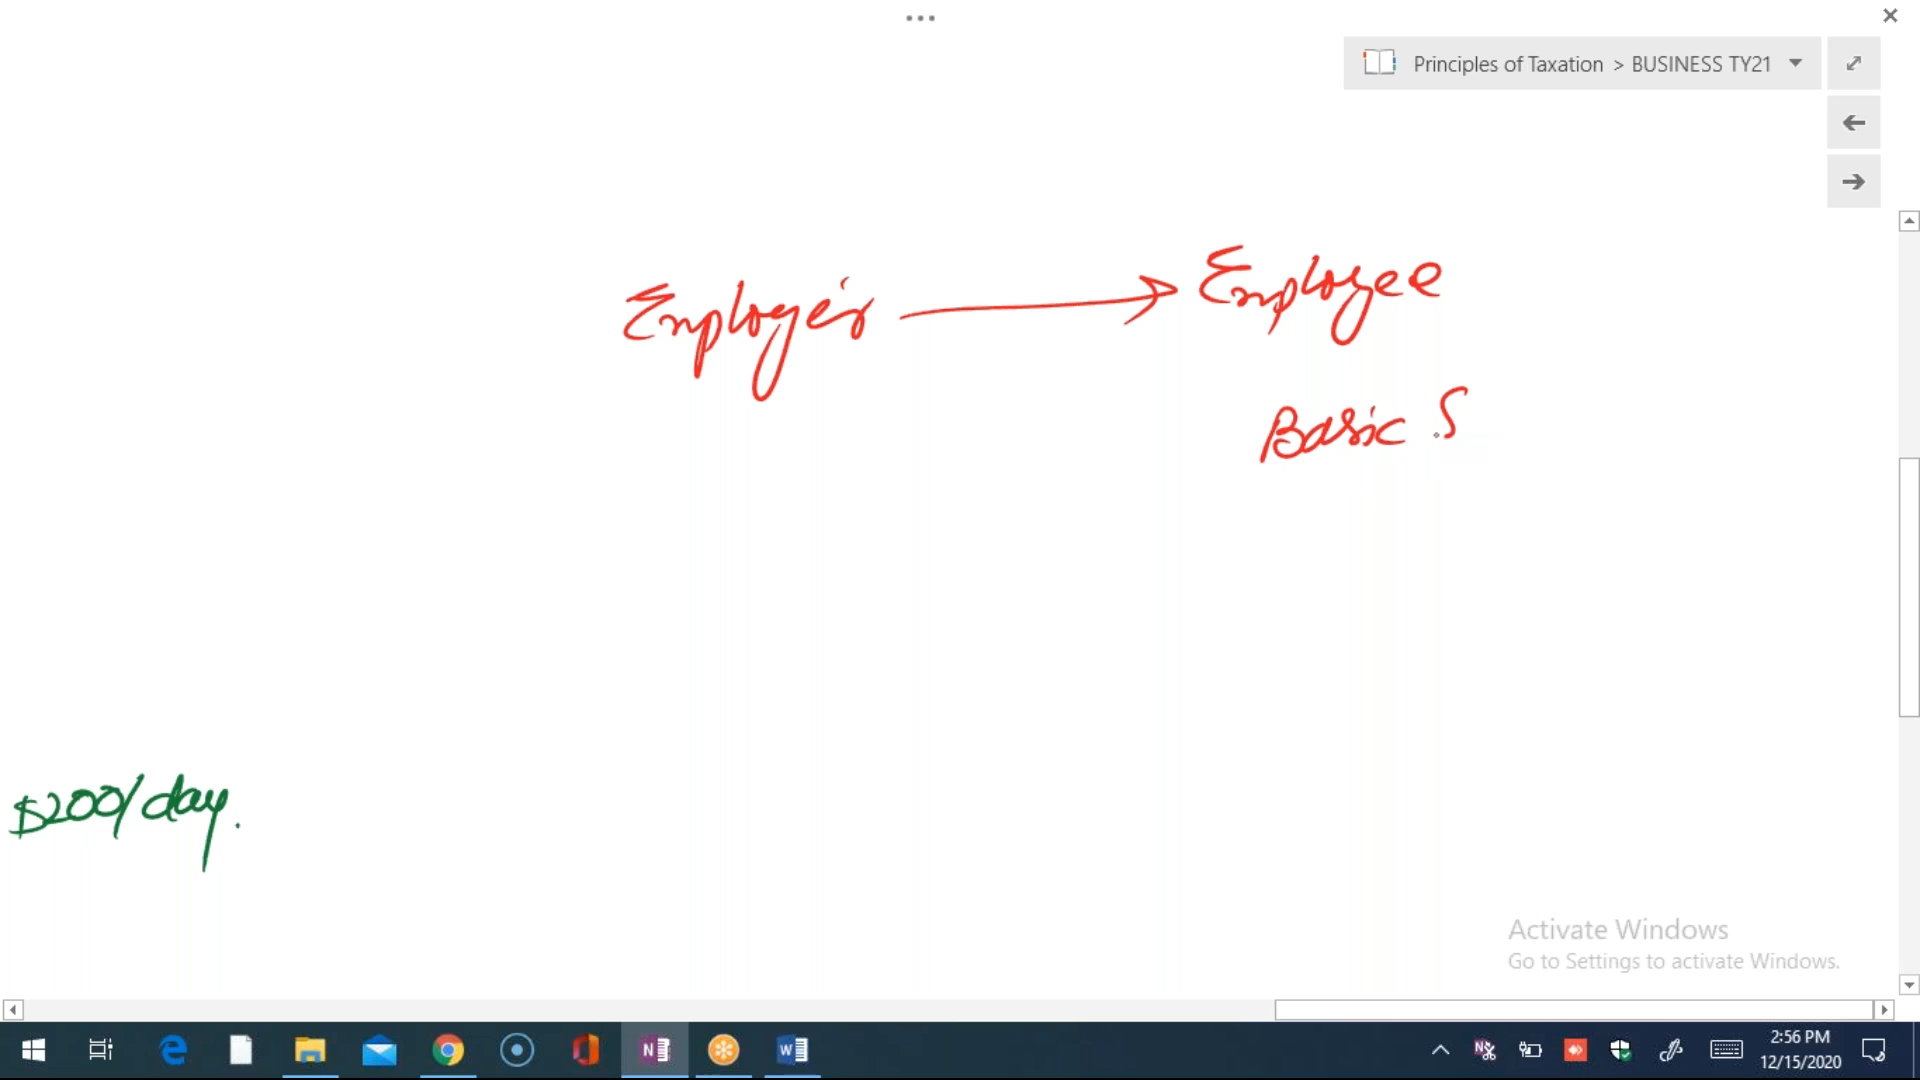 Principles of Taxation > BUSINESS TY21
Employer → Employee
Basic S
$200/day.
Activate Windows
Go to Settings to activate Windows.
2:56 PM
12/15/2020